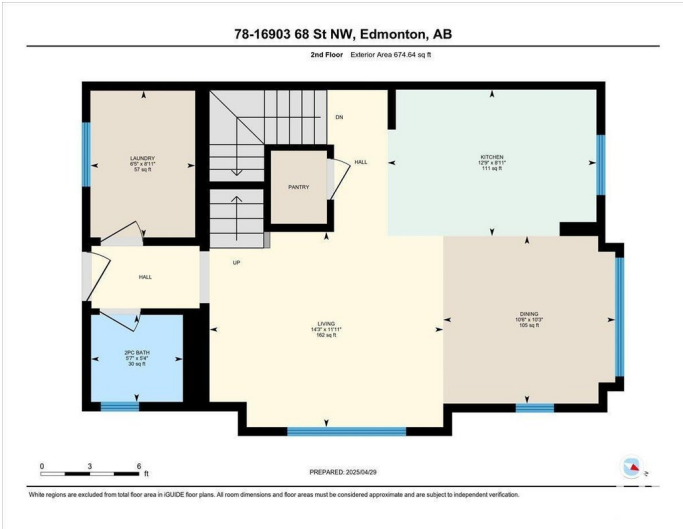 78-16903 68 St NW, Edmonton, AB
2nd Floor Exterior Area 674.64 sq ft
DN
LAUNDRY
6'5" x 8'11"
57 sq ft
HALL
KITCHEN
12'9" x 8'11"
111 sq ft
PANTRY
UP
HALL
LIVING
14'3" x 11'11"
162 sq ft
DINING
10'6" x 10'3"
105 sq ft
2PC BATH
5'7" x 5'4"
30 sq ft
0 3 6 ft
PREPARED: 2025/04/29
White regions are excluded from total floor area in iGUIDE floor plans. All room dimensions and floor areas must be considered approximate and are subject to independent verification.